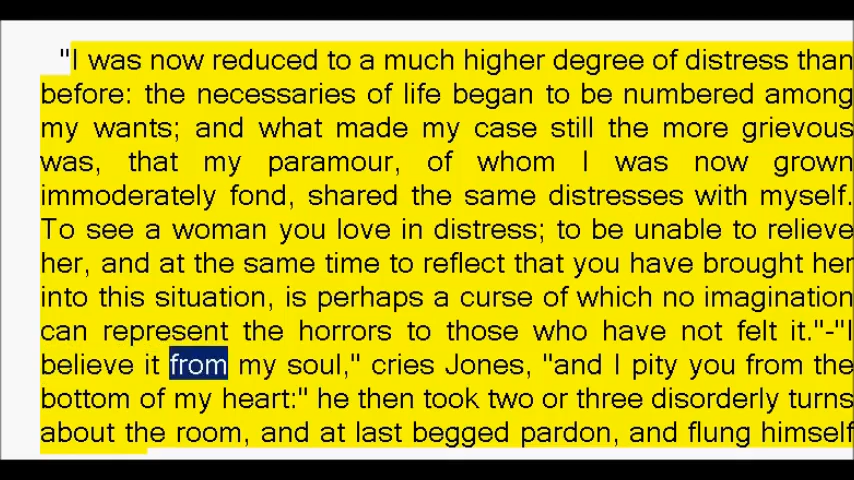 "I was now reduced to a much higher degree of distress than
before: the necessaries of life began to be numbered among
my wants; and what made my case still the more grievous
was, that my paramour, of whom I was now grown
immoderately fond, shared the same distresses with myself.
To see a woman you love in distress; to be unable to relieve
her, and at the same time to reflect that you have brought her
into this situation, is perhaps a curse of which no imagination
can represent the horrors to those who have not felt it."-"I
believe it from my soul," cries Jones, "and I pity you from the
bottom of my heart:" he then took two or three disorderly turns
about the room, and at last begged pardon, and flung himself